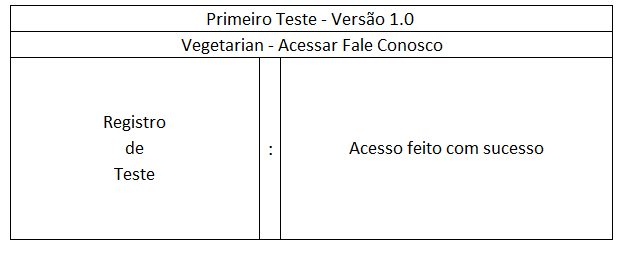 Primeiro Teste - Versão 1.0
Vegetarian - Acessar Fale Conosco
Registro
de
Teste
:
Acesso feito com sucesso